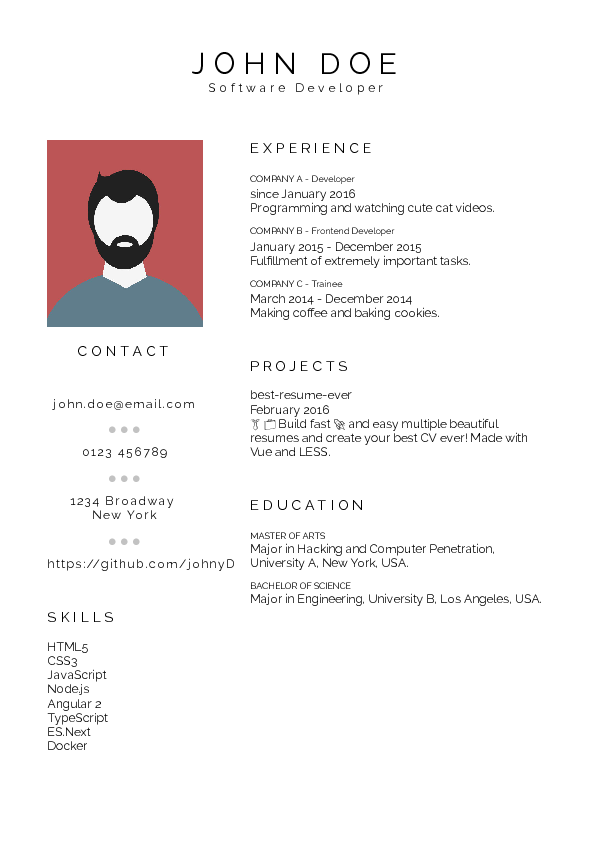 JOHN DOE
Software Developer
CONTACT
john.doe@email.com
0123 456789
1234 Broadway
New York
https://github.com/johnyD
SKILLS
HTML5
CSS3
JavaScript
Node.js
Angular 2
TypeScript
ES.Next
Docker
EXPERIENCE
COMPANY A - Developer
since January 2016
Programming and watching cute cat videos.
COMPANY B - Frontend Developer
January 2015 - December 2015
Fulfillment of extremely important tasks.
COMPANY C - Trainee
March 2014 - December 2014
Making coffee and baking cookies.
PROJECTS
best-resume-ever
February 2016
👔 💼 Build fast 🚀 and easy multiple beautiful
resumes and create your best CV ever! Made with
Vue and LESS.
EDUCATION
MASTER OF ARTS
Major in Hacking and Computer Penetration,
University A, New York, USA.
BACHELOR OF SCIENCE
Major in Engineering, University B, Los Angeles, USA.